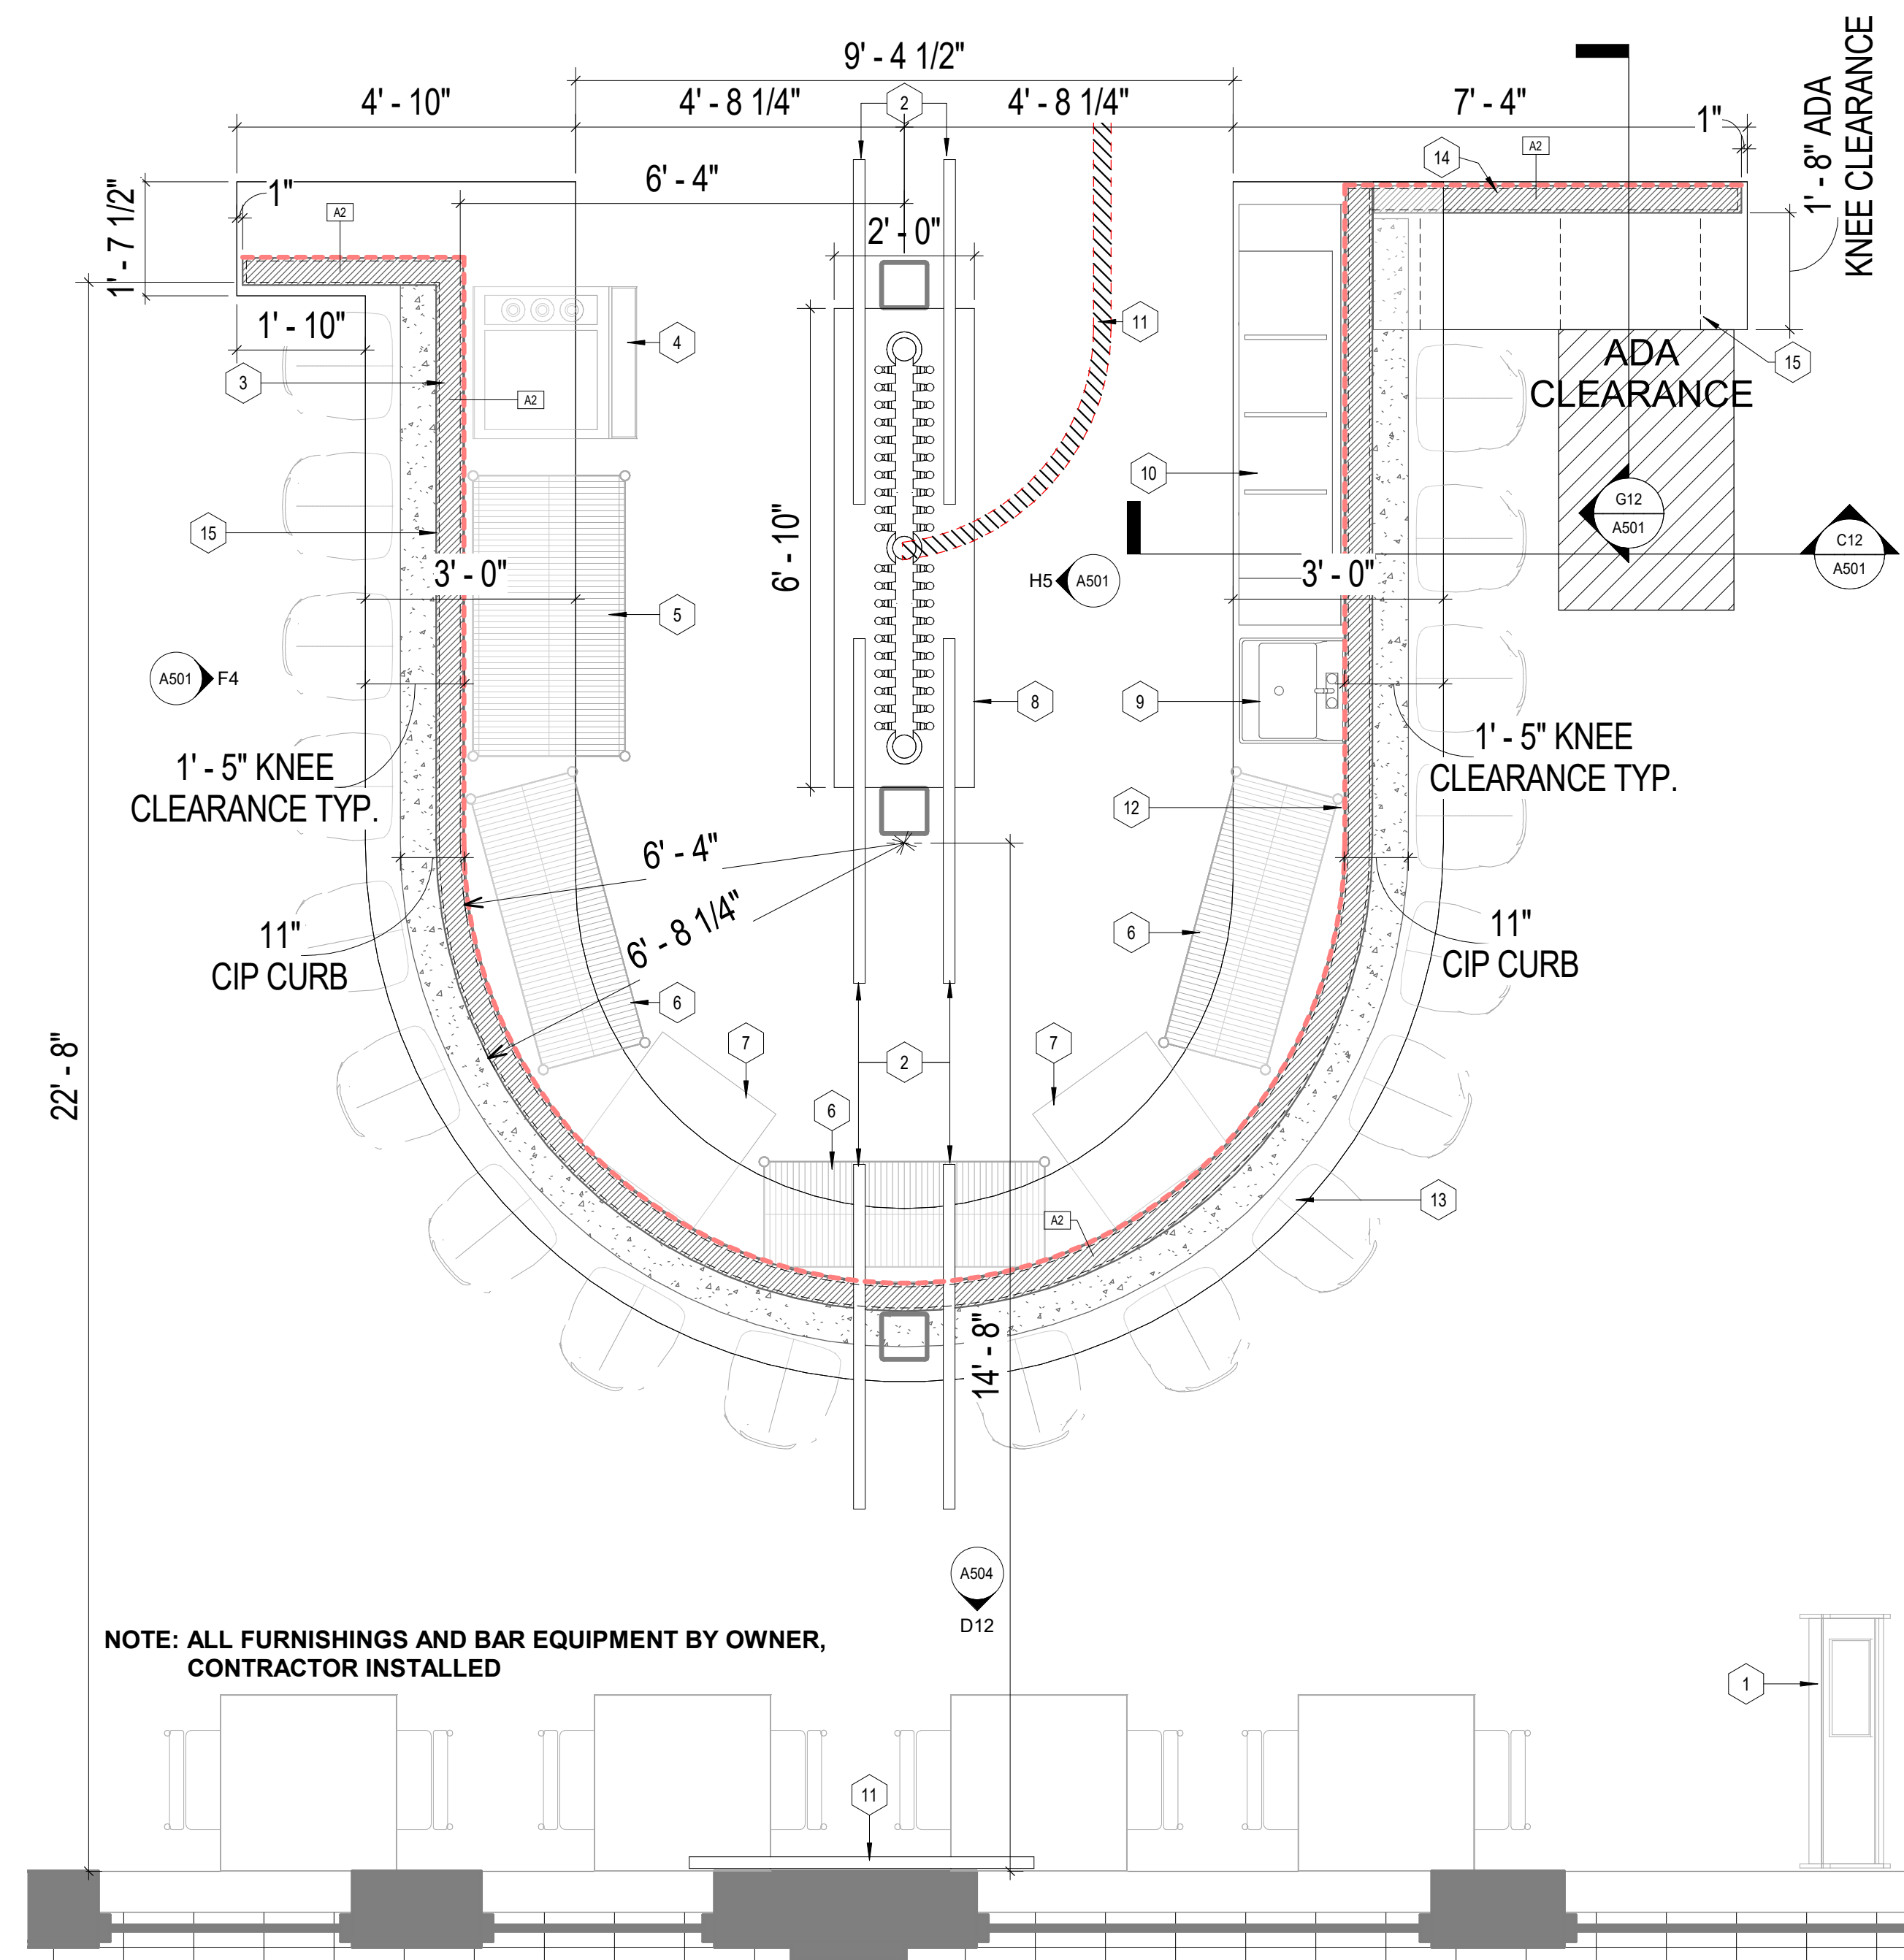 9' - 4 1/2"
4' - 10"
4' - 8 1/4"
2
4' - 8 1/4"
7' - 4"
1"
1' - 8" ADA
KNEE CLEARANCE
14
A2
6' - 4"
1' - 7 1/2"
1"
A2
2' - 0"
1' - 10"
4
11
ADA
CLEARANCE
15
3
A2
10
G12
A501
15
6' - 10"
C12
A501
3' - 0"
H5
A501
3' - 0"
5
A501
F4
8
9
1' - 5" KNEE
CLEARANCE TYP.
1' - 5" KNEE
CLEARANCE TYP.
12
6' - 4"
6' - 8 1/4"
11"
CIP CURB
6
11"
CIP CURB
6
7
7
2
22' - 8"
6
A2
13
14' - 8"
A504
D12
NOTE: ALL FURNISHINGS AND BAR EQUIPMENT BY OWNER,
CONTRACTOR INSTALLED
1
11